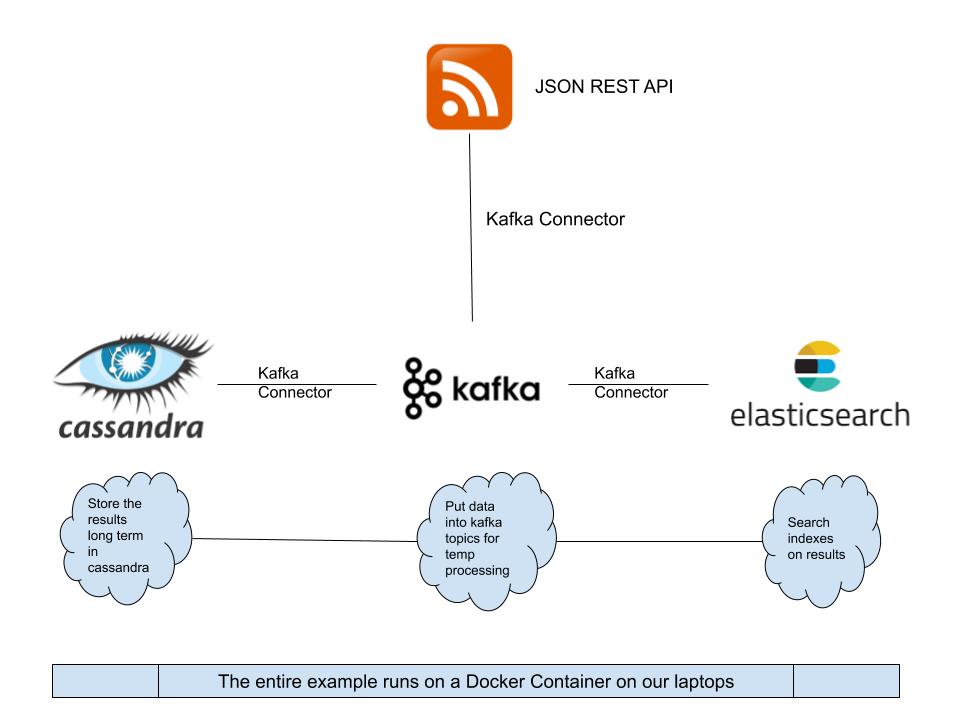 JSON REST API
Kafka Connector
Kafka
Connector
Kafka
Connector
cassandra
kafka
elasticsearch
Store the
results
long term
in
cassandra
Put data
into kafka
topics for
temp
processing
Search
indexes
on results
The entire example runs on a Docker Container on our laptops